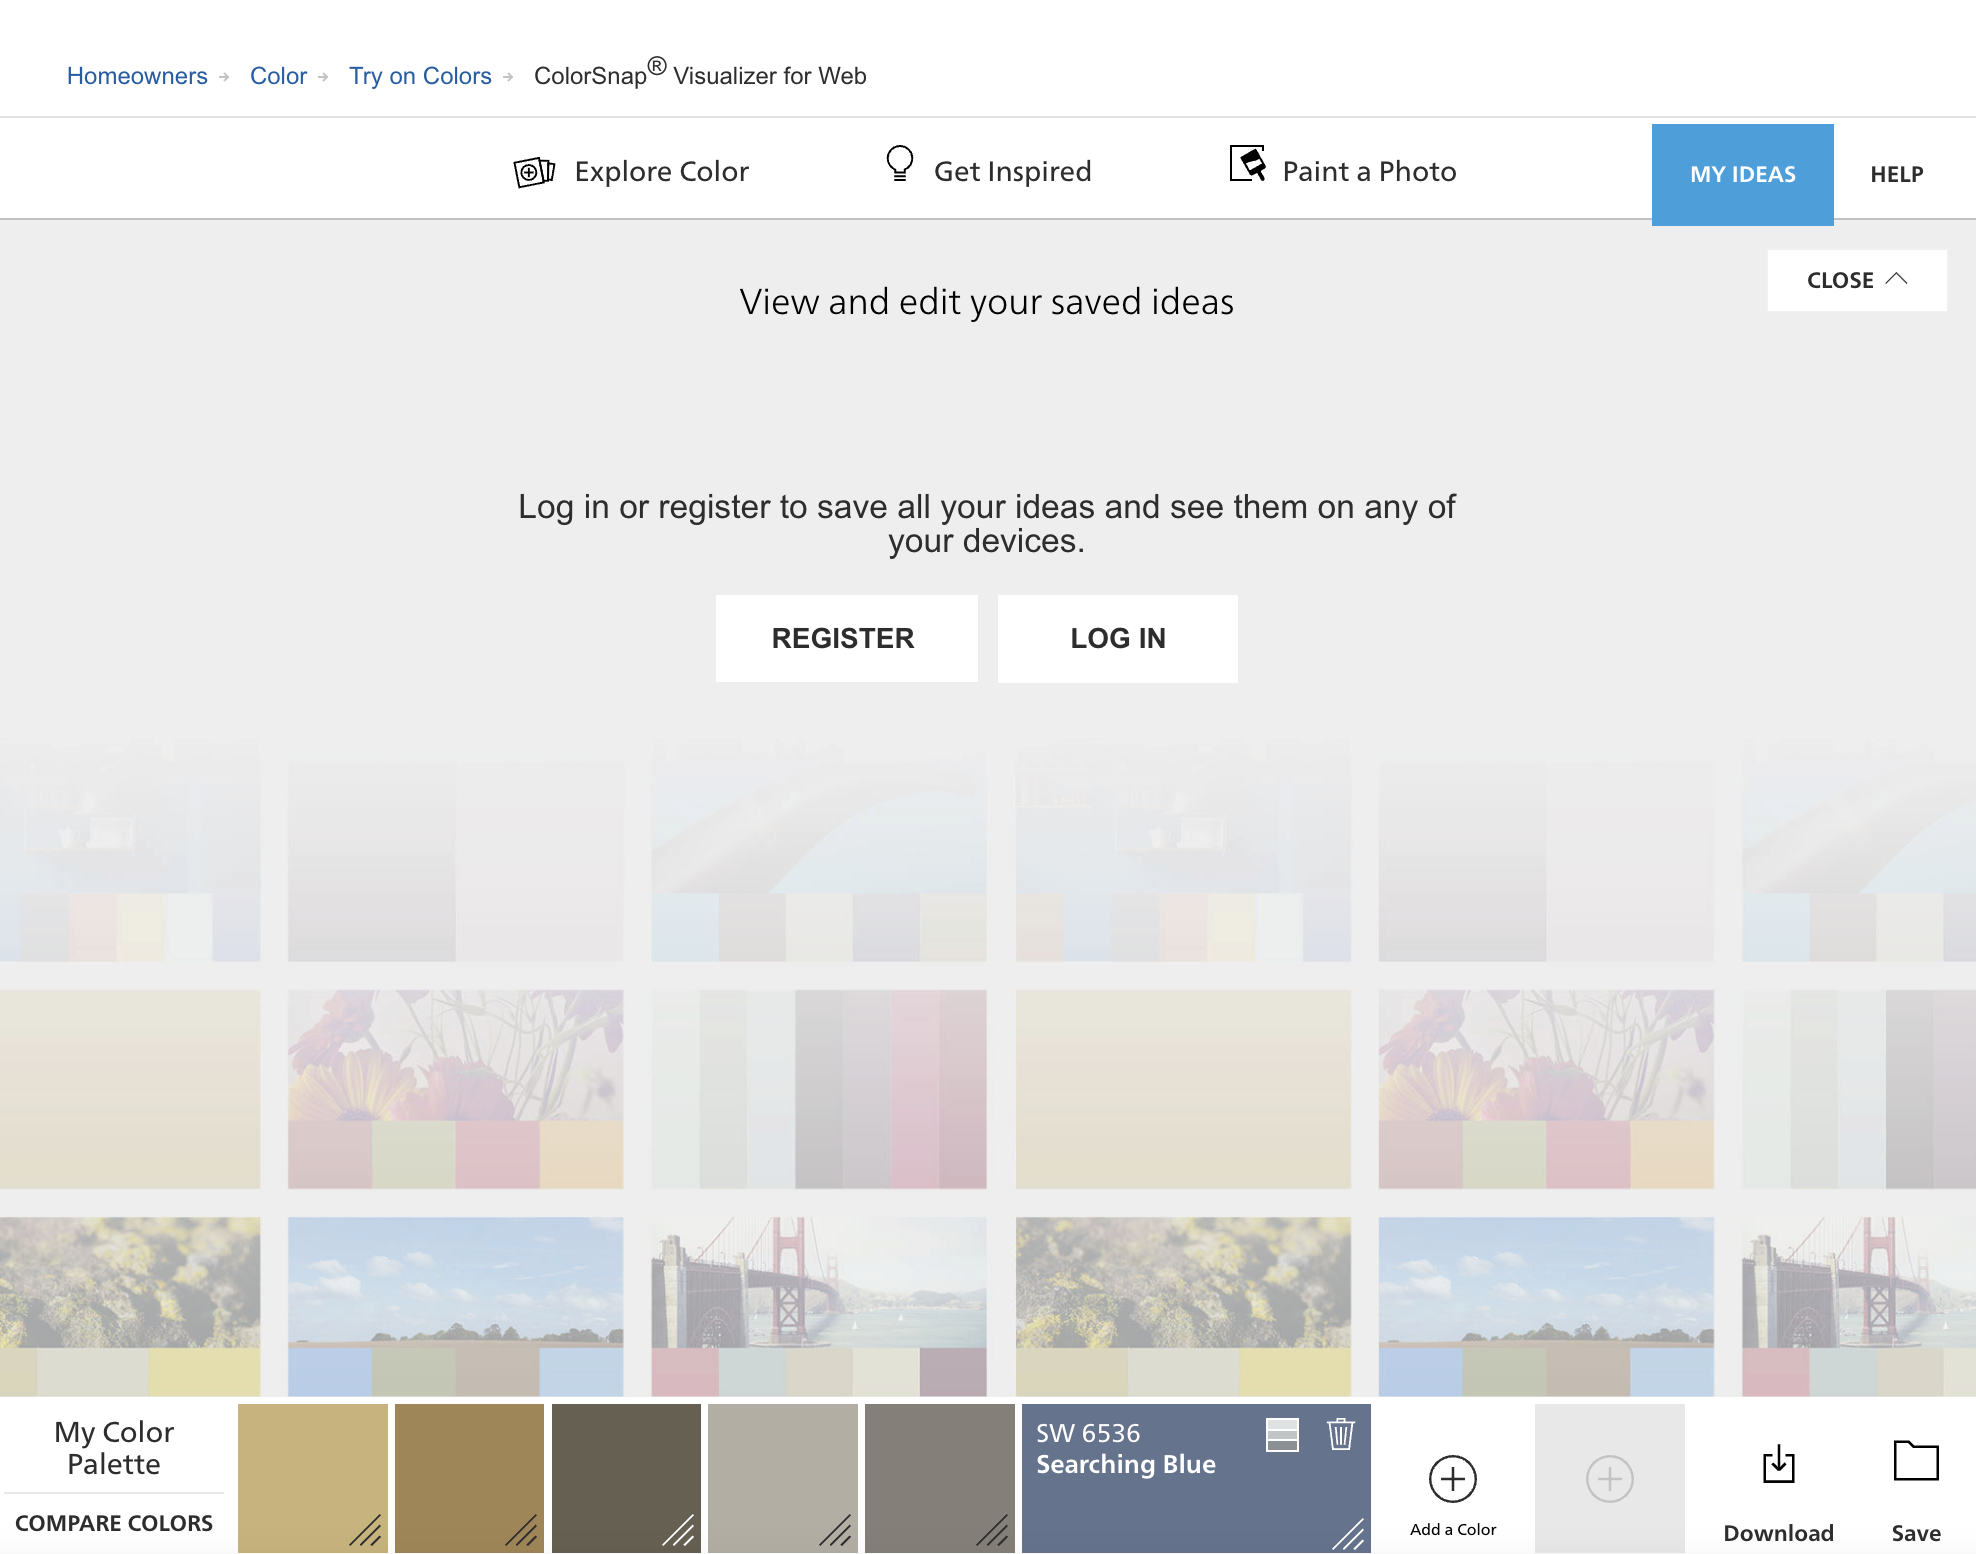 Homeowners Color Try on Colors ColorSnap® Visualizer for Web
Explore Color Get Inspired Paint a Photo MY IDEAS HELP
CLOSE
View and edit your saved ideas
Log in or register to save all your ideas and see them on any of
your devices.
REGISTER LOG IN
My Color
Palette
COMPARE COLORS
SW 6536
Searching Blue
Add a Color
Download
Save